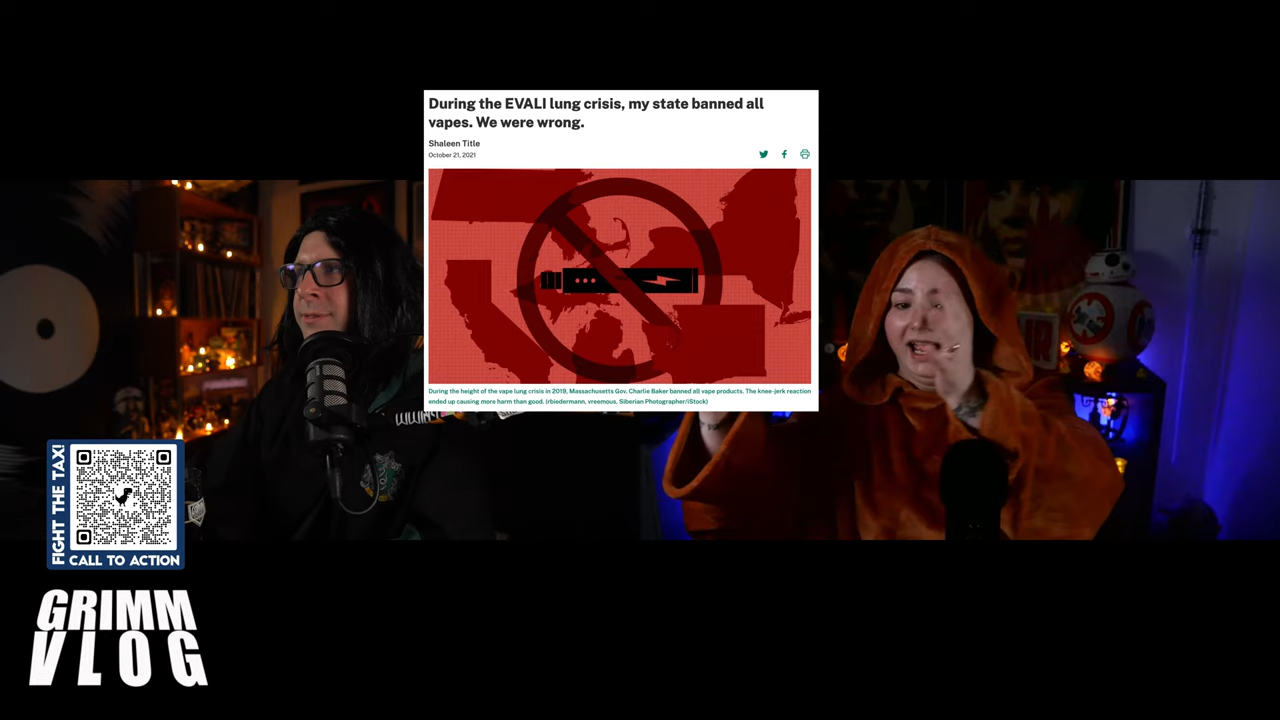 During the EVALI lung crisis, my state banned all
vapes. We were wrong.
Shaleen Title
October 21, 2021
During the height of the vape lung crisis in 2019, Massachusetts Gov. Charlie Baker banned all vape products. The knee-jerk reaction
ended up causing more harm than good. (rbiedermann, vreemous, Siberian Photographer/iStock)
FIGHT THE TAX!
CALL TO ACTION
GRIMM
VLOG